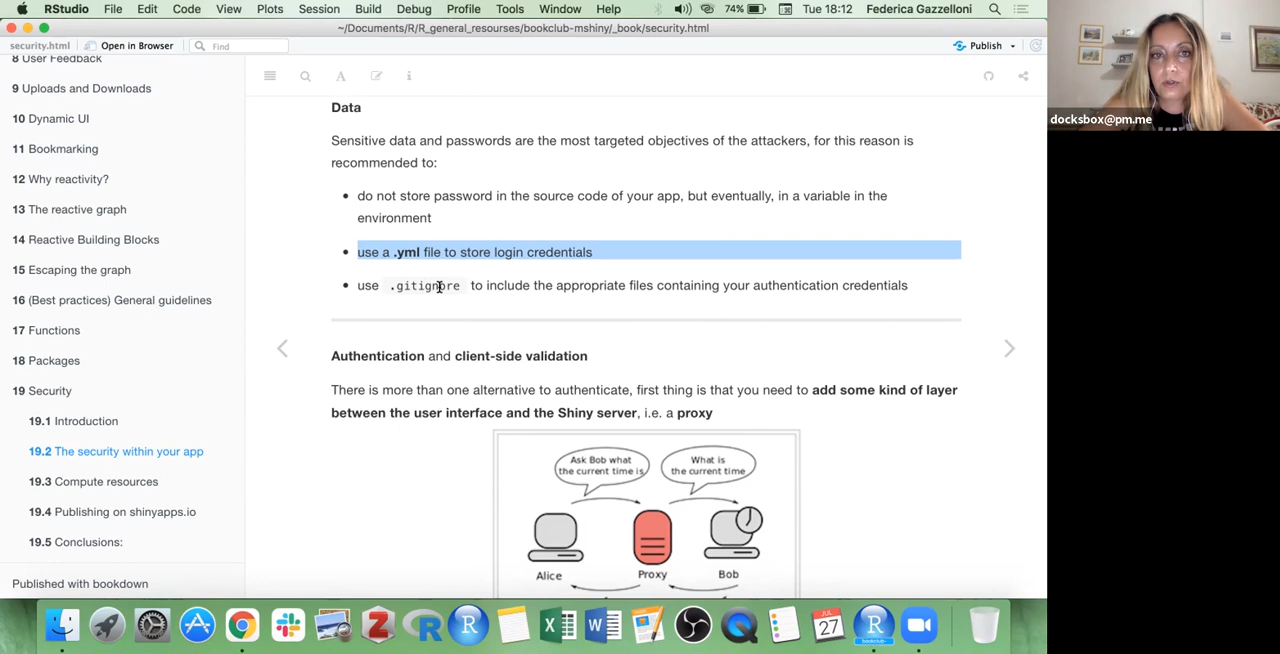 RStudio File Edit Code View Plots Session Build Debug Profile Tools Window Help 74% Tue 18:12 Federica Gazzelloni
~/Documents/R/R_general_resourses/bookclub-mshiny/_book/security.html
security.html Open in Browser Find Publish
8 User Feedback
9 Uploads and Downloads
10 Dynamic UI
11 Bookmarking
12 Why reactivity?
13 The reactive graph
14 Reactive Building Blocks
15 Escaping the graph
16 (Best practices) General guidelines
17 Functions
18 Packages
19 Security
19.1 Introduction
19.2 The security within your app
19.3 Compute resources
19.4 Publishing on shinyapps.io
19.5 Conclusions:
Published with bookdown
Data
Sensitive data and passwords are the most targeted objectives of the attackers, for this reason is
recommended to:
• do not store password in the source code of your app, but eventually, in a variable in the
environment
• use a .yml file to store login credentials
• use .gitignore to include the appropriate files containing your authentication credentials
Authentication and client-side validation
There is more than one alternative to authenticate, first thing is that you need to add some kind of layer
between the user interface and the Shiny server, i.e. a proxy
Ask Bob what
the current time is
What is
the current time
Alice
Proxy
Bob
docksbox@pm.me
JUL
27